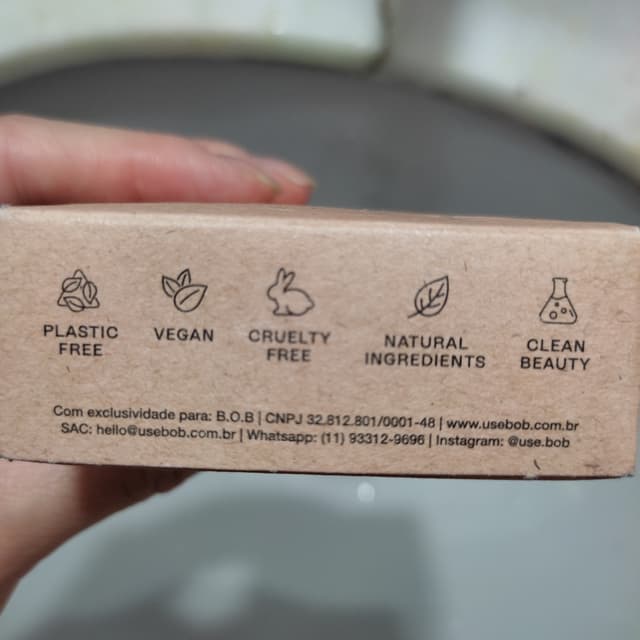 PLASTIC FREE
VEGAN
CRUELTY FREE
NATURAL INGREDIENTS
CLEAN BEAUTY
Com exclusividade para: B.O.B | CNPJ 32.812.801/0001-48 | www.usebob.com.br
SAC: hello@usebob.com.br | Whatsapp: (11) 93312-9696 | Instagram: @use.bob